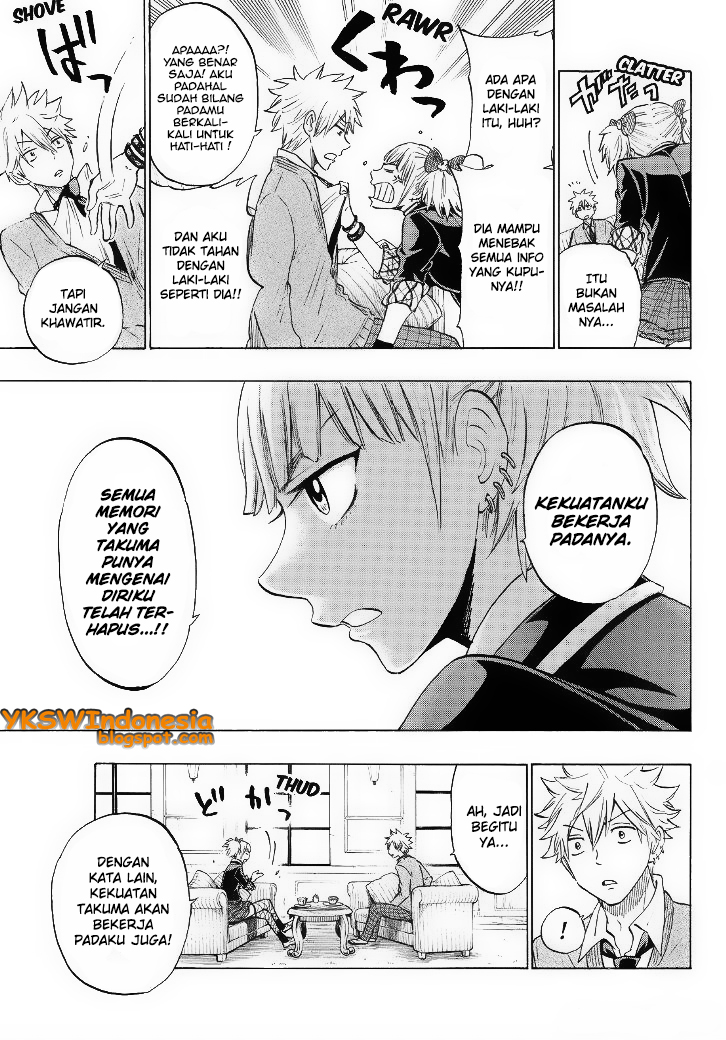 CLATTER
ガタっ
ITU
BUKAN
MASALAH
NYA...
ADA APA
DENGAN
LAKI-LAKI
ITU, HUH?
DIA MAMPU
MENEBAK
SEMUA INFO
YANG KUPU-
NYA!!
RAWR
くわっ
APAAAA?!
YANG BENAR
SAJA! AKU
PADAHAL
SUDAH BILANG
PADAMU
BERKALI-
KALI UNTUK
HATI-HATI !
DAN AKU
TIDAK TAHAN
DENGAN
LAKI-LAKI
SEPERTI DIA!!
SHOVE
ばっ
TAPI
JANGAN
KHAWATIR.
KEKUATANKU
BEKERJA
PADANYA.
SEMUA
MEMORI
YANG
TAKUMA
PUNYA
MENGENAI
DIRIKU
TELAH TER-
HAPUS...!!
YKSWIndonesia
blogspot.com
!
AH, JADI
BEGITU
YA...
THUD
どかっ
DENGAN
KATA LAIN,
KEKUATAN
TAKUMA AKAN
BEKERJA
PADAKU JUGA!